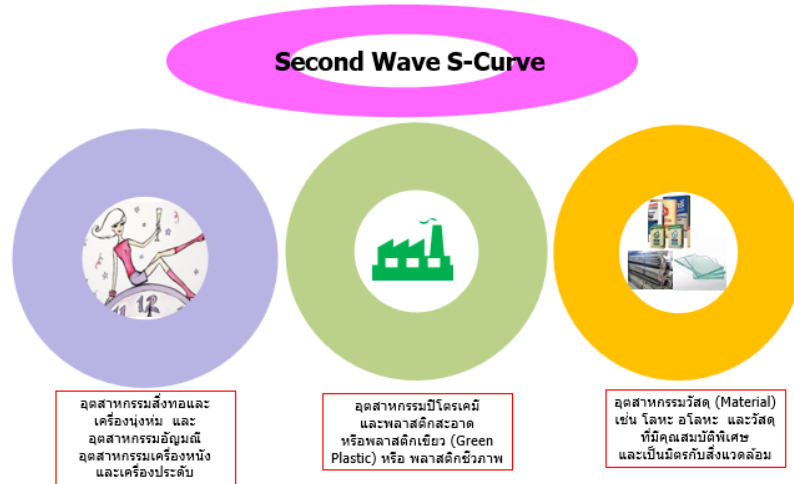 Second Wave S-Curve
11 12
อุตสาหกรรมสิ่งทอและ
เครื่องนุ่งห่ม และ
อุตสาหกรรมอัญมณี
อุตสาหกรรมเครื่องหนัง
และเครื่องประดับ
อุตสาหกรรมปิโตรเคมี
และพลาสติกสะอาด
หรือพลาสติกเขียว (Green
Plastic) หรือ พลาสติกชีวภาพ
อุตสาหกรรมวัสดุ (Material)
เช่น โลหะ อโลหะ และวัสดุ
ที่มีคุณสมบัติพิเศษ
และเป็นมิตรกับสิ่งแวดล้อม